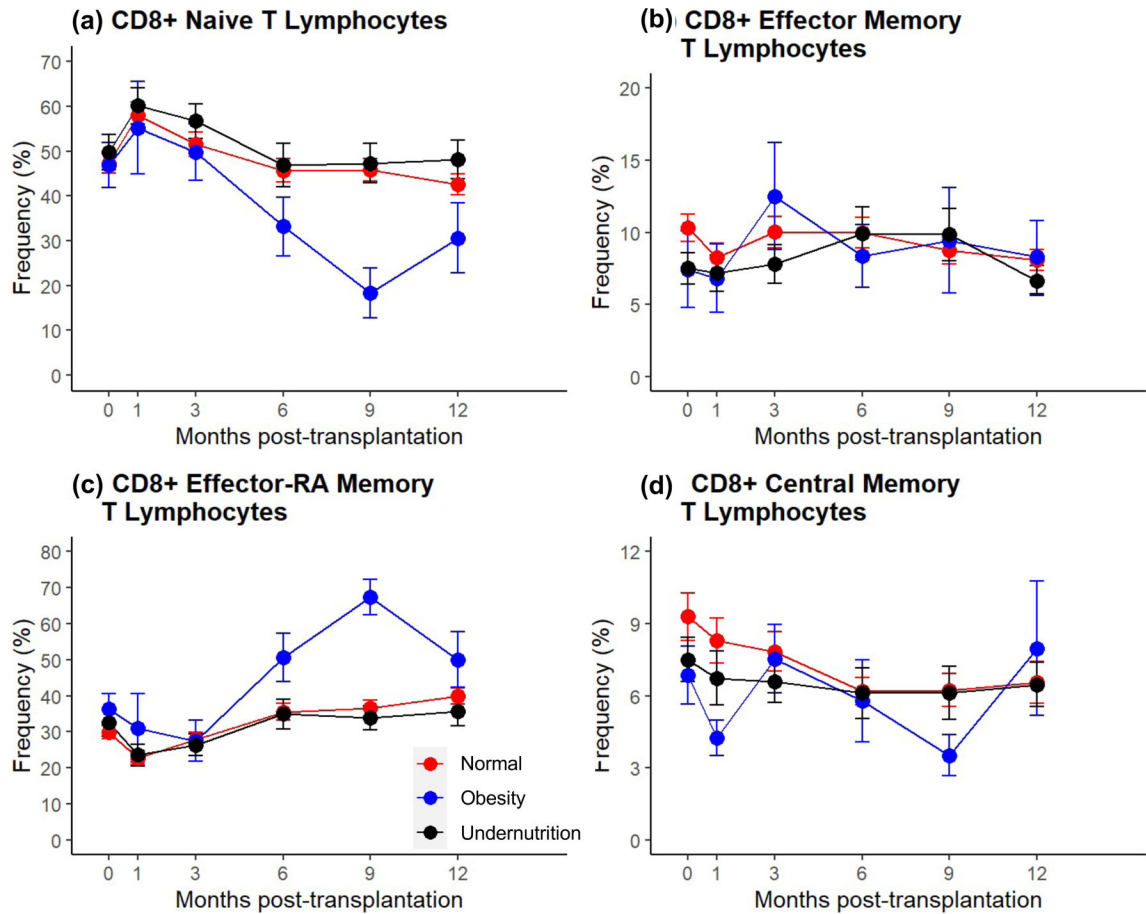 (a) CD8+ Naive T Lymphocytes
Frequency (%)
70
60
50
40
30
20
10
0
0 1 3 6 9 12
Months post-transplantation
(b) CD8+ Effector Memory
T Lymphocytes
Frequency (%)
20
15
10
5
0
0 1 3 6 9 12
Months post-transplantation
(c) CD8+ Effector-RA Memory
T Lymphocytes
Frequency (%)
80
70
60
50
40
30
20
10
0
Normal
Obesity
Undernutrition
0 1 3 6 9 12
Months post-transplantation
(d) CD8+ Central Memory
T Lymphocytes
Frequency (%)
12
9
6
3
0
0 1 3 6 9 12
Months post-transplantation